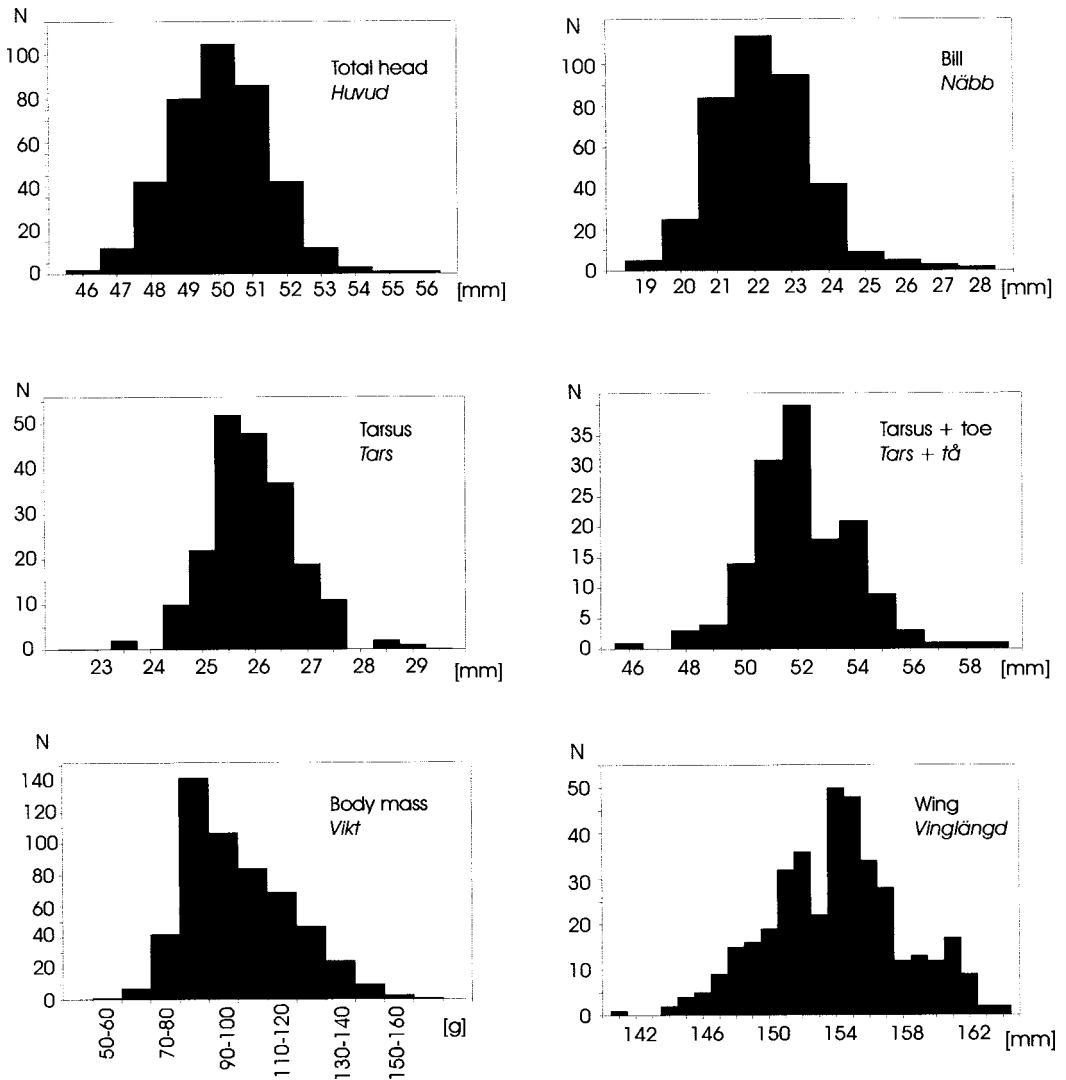 N
100
80
60
40
20
0
Total head
Huvud
46 47 48 49 50 51 52 53 54 55 56 [mm]
N
100
80
60
40
20
0
Bill
Näbb
19 20 21 22 23 24 25 26 27 28 [mm]
N
50
40
30
20
10
0
Tarsus
Tars
23 24 25 26 27 28 29 [mm]
N
35
30
25
20
15
10
5
0
Tarsus + toe
Tars + tå
46 48 50 52 54 56 58 [mm]
N
140
120
100
80
60
40
20
0
Body mass
Vikt
50-60 70-80 90-100 110-120 130-140 150-160 [g]
N
50
40
30
20
10
0
Wing
Vinglängd
142 146 150 154 158 162 [mm]